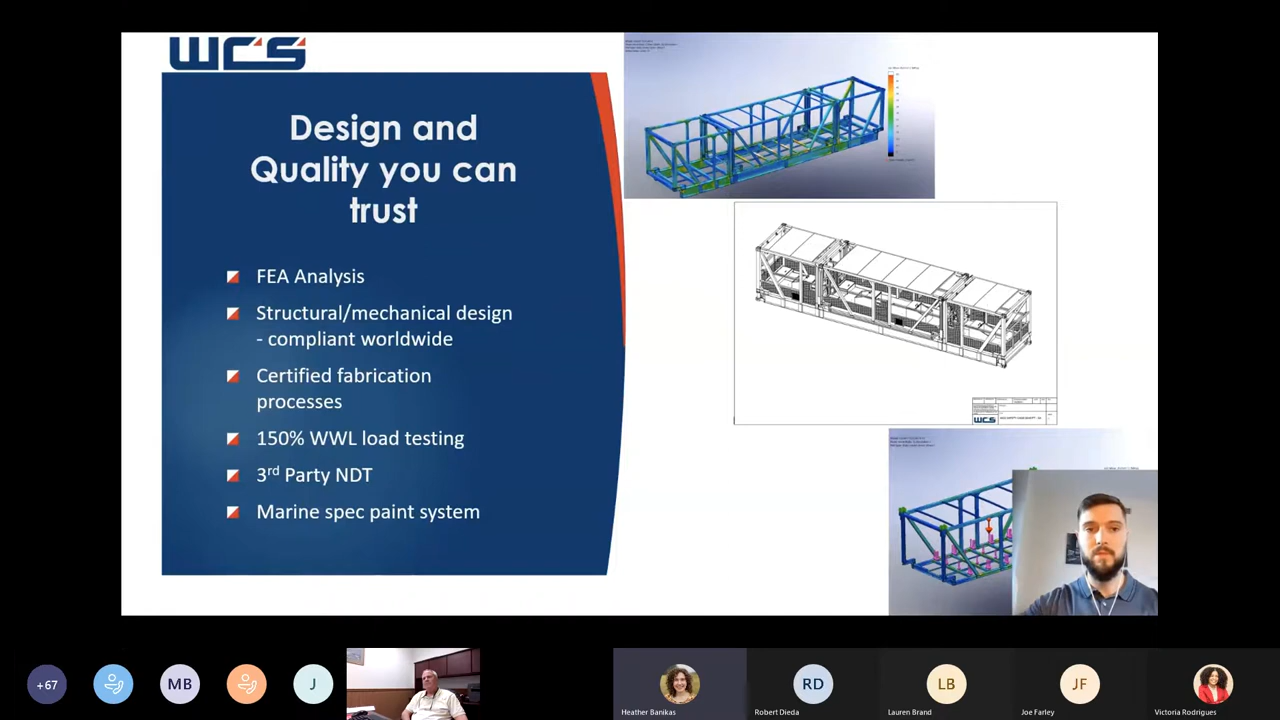 WCS
Design and
Quality you can
trust
FEA Analysis
Structural/mechanical design
- compliant worldwide
Certified fabrication
processes
150% WWL load testing
3rd Party NDT
Marine spec paint system
WCS
+67
MB
J
Heather Banikas
RD
Robert Dieda
LB
Lauren Brand
JF
Joe Farley
Victoria Rodrigues